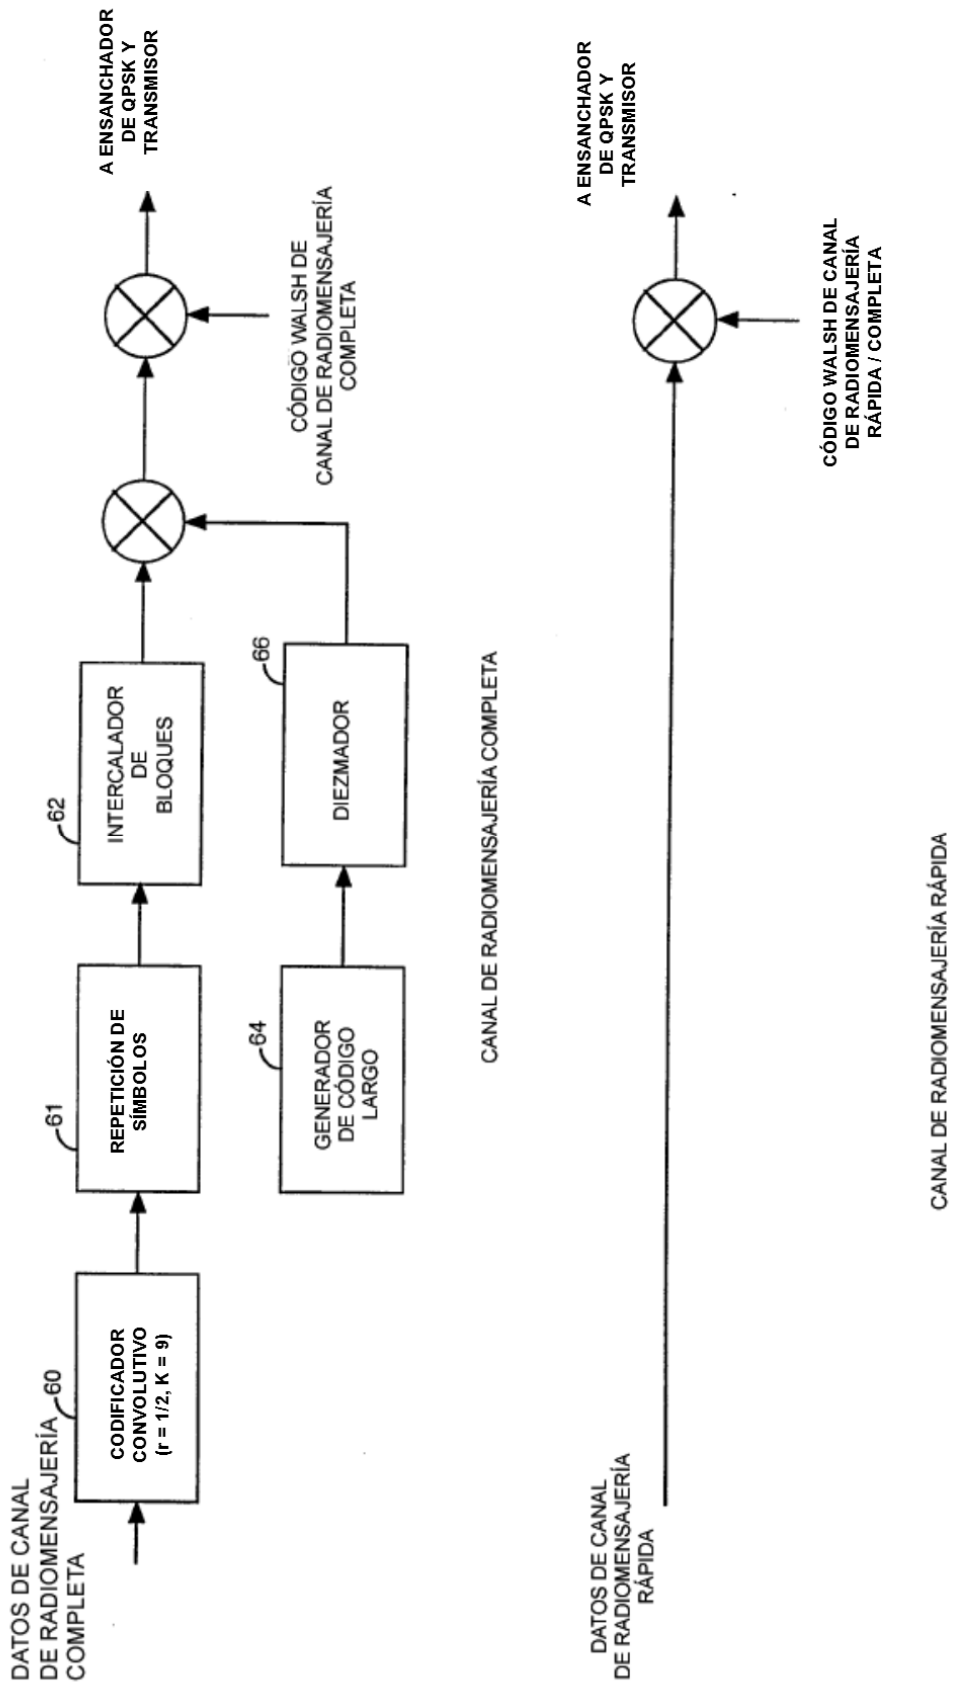 DATOS DE CANAL
DE RADIOMENSAJERÍA
COMPLETA
60
CODIFICADOR
CONVOLUTIVO
(r = 1/2, K = 9)
61
REPETICIÓN DE
SÍMBOLOS
62
INTERCALADOR
DE
BLOQUES
A ENSANCHADOR
DE QPSK Y
TRANSMISOR
64
GENERADOR
DE CÓDIGO
LARGO
66
DIEZMADOR
CÓDIGO WALSH DE
CANAL DE RADIOMENSAJERÍA
COMPLETA
CANAL DE RADIOMENSAJERÍA COMPLETA
DATOS DE CANAL
DE RADIOMENSAJERÍA
RÁPIDA
A ENSANCHADOR
DE QPSK Y
TRANSMISOR
CÓDIGO WALSH DE CANAL
DE RADIOMENSAJERÍA
RÁPIDA / COMPLETA
CANAL DE RADIOMENSAJERÍA RÁPIDA